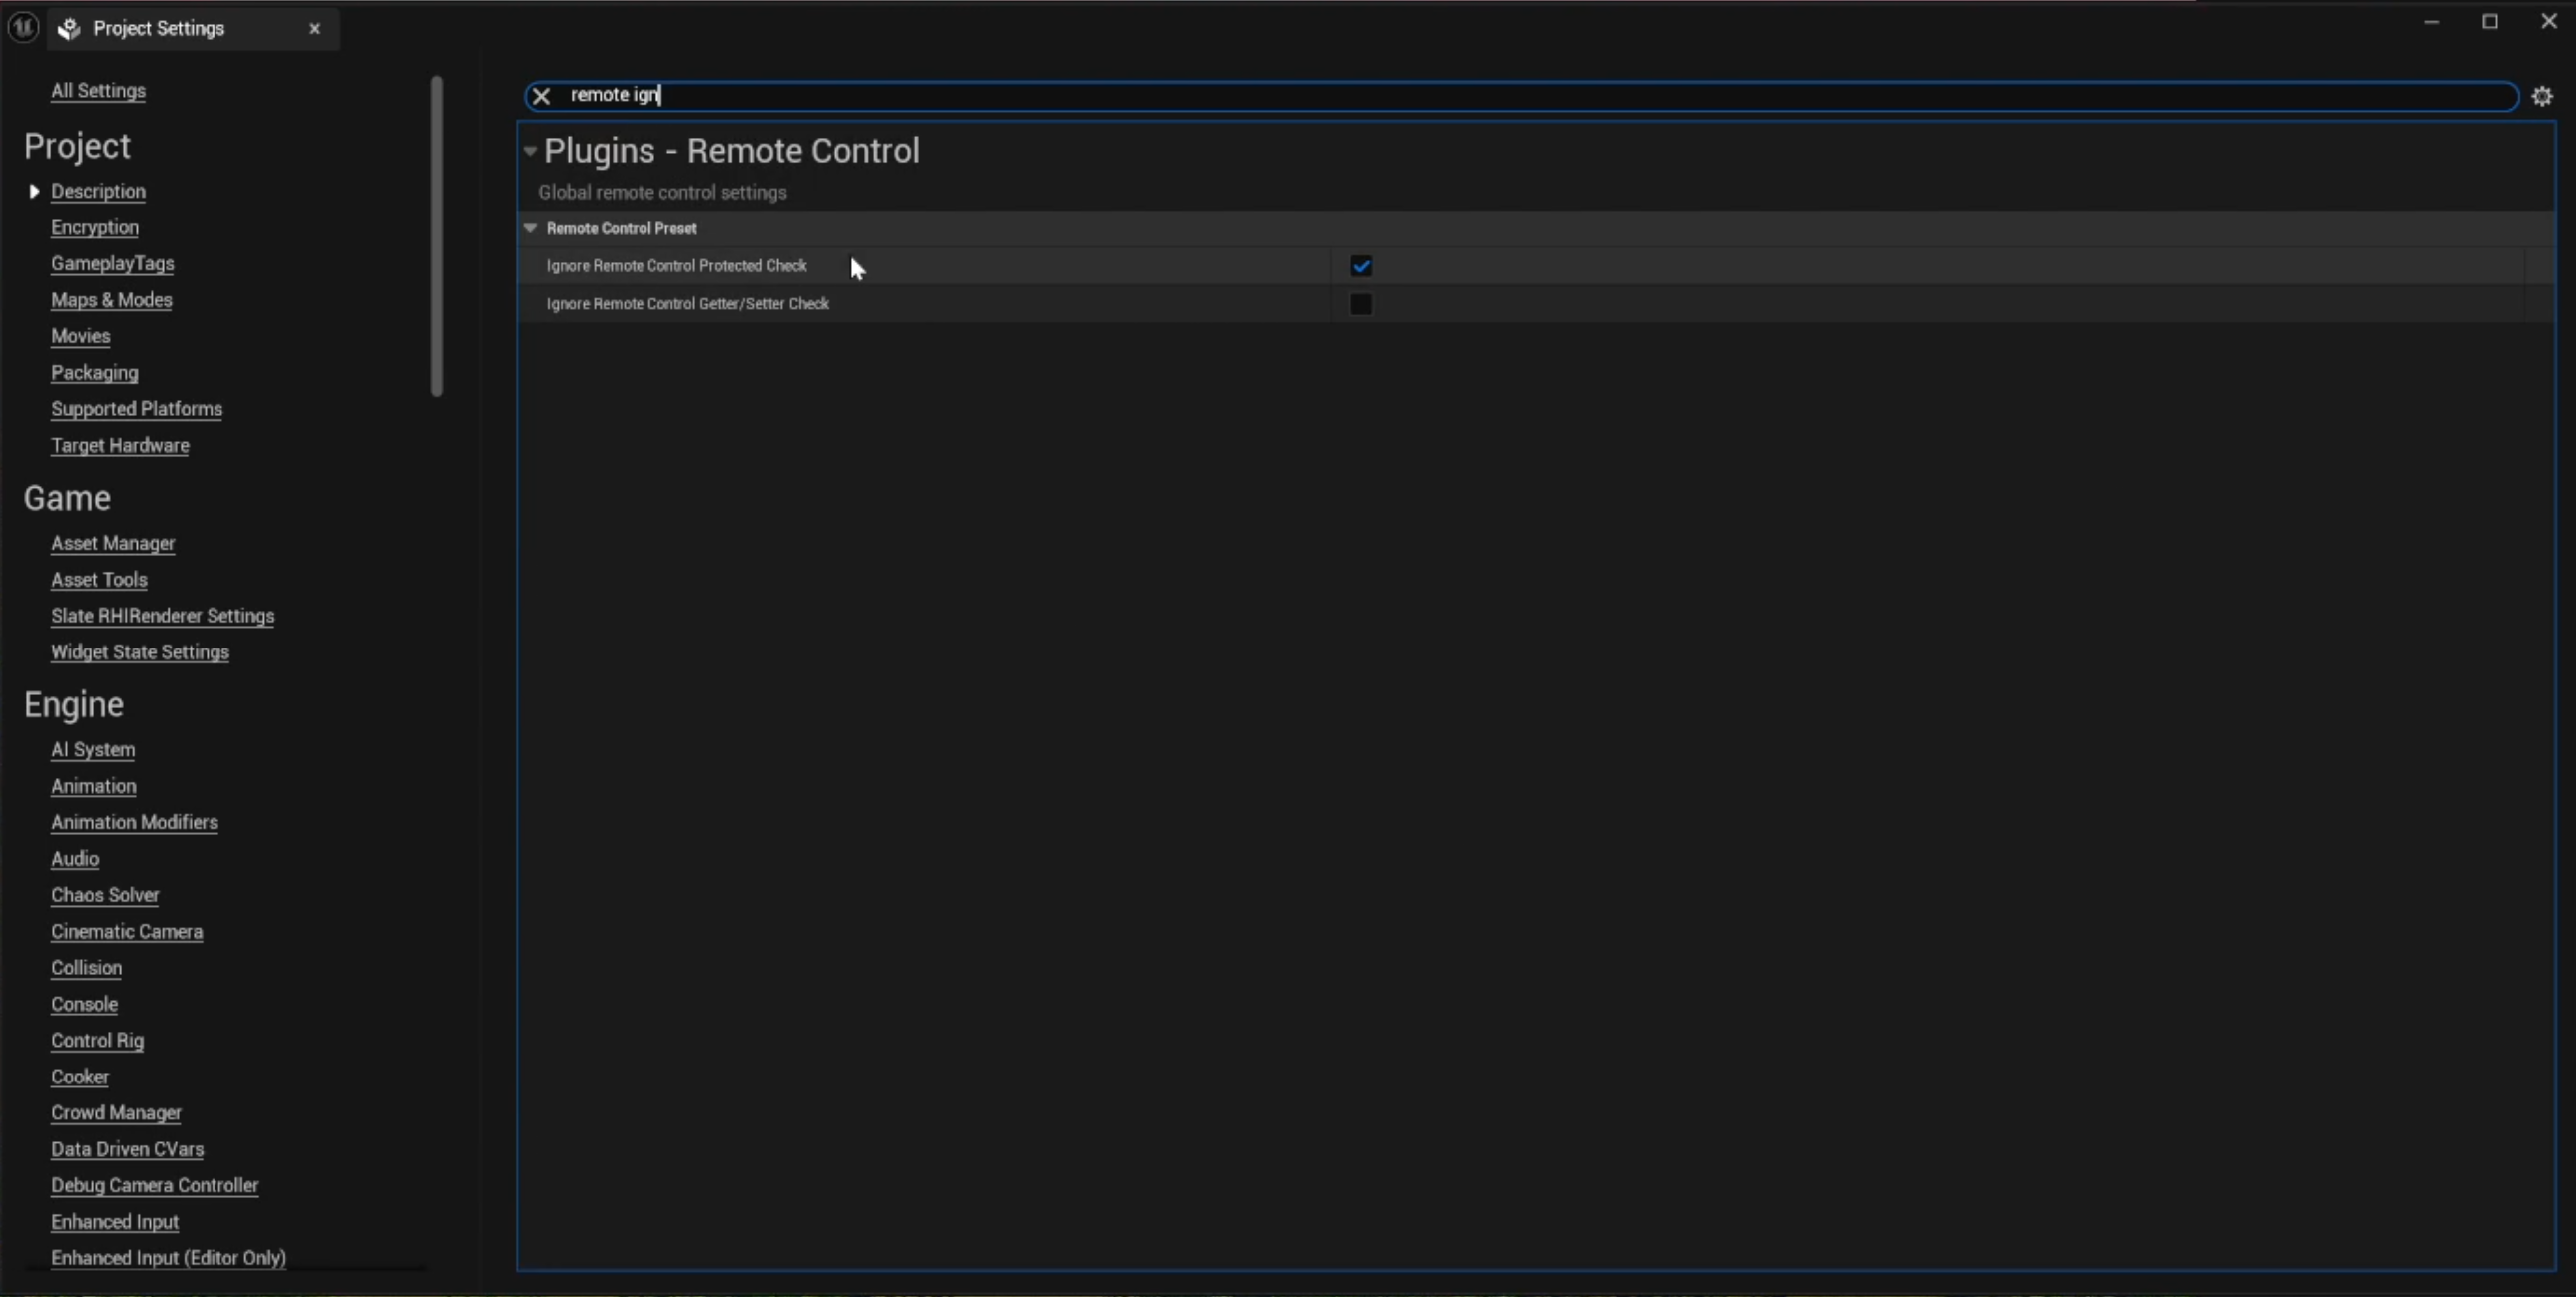 Project Settings
All Settings
Project
Description
Encryption
GameplayTags
Maps & Modes
Movies
Packaging
Supported Platforms
Target Hardware
Game
Asset Manager
Asset Tools
Slate RHIRenderer Settings
Widget State Settings
Engine
AI System
Animation
Animation Modifiers
Audio
Chaos Solver
Cinematic Camera
Collision
Console
Control Rig
Cooker
Crowd Manager
Data Driven CVars
Debug Camera Controller
Enhanced Input
Enhanced Input (Editor Only)
remote ign
Plugins - Remote Control
Global remote control settings
Remote Control Preset
Ignore Remote Control Protected Check
Ignore Remote Control Getter/Setter Check